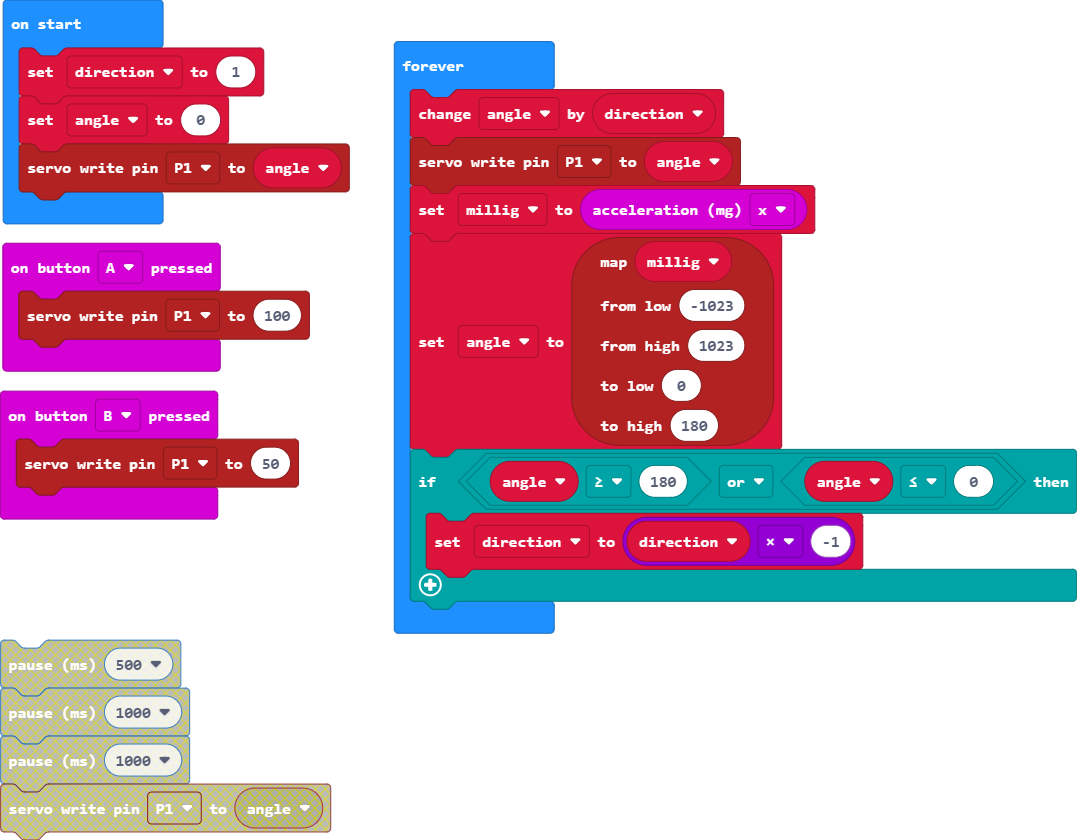 on start
set direction to 1
set angle to 0
servo write pin P1 to angle
on button A pressed
servo write pin P1 to 100
on button B pressed
servo write pin P1 to 50
forever
change angle by direction
servo write pin P1 to angle
set millig to acceleration (mg) x
map millig
from low -1023
from high 1023
set angle to
to low 0
to high 180
if angle ≥ 180 or angle ≤ 0 then
set direction to direction × -1
pause (ms) 500
pause (ms) 1000
pause (ms) 1000
servo write pin P1 to angle